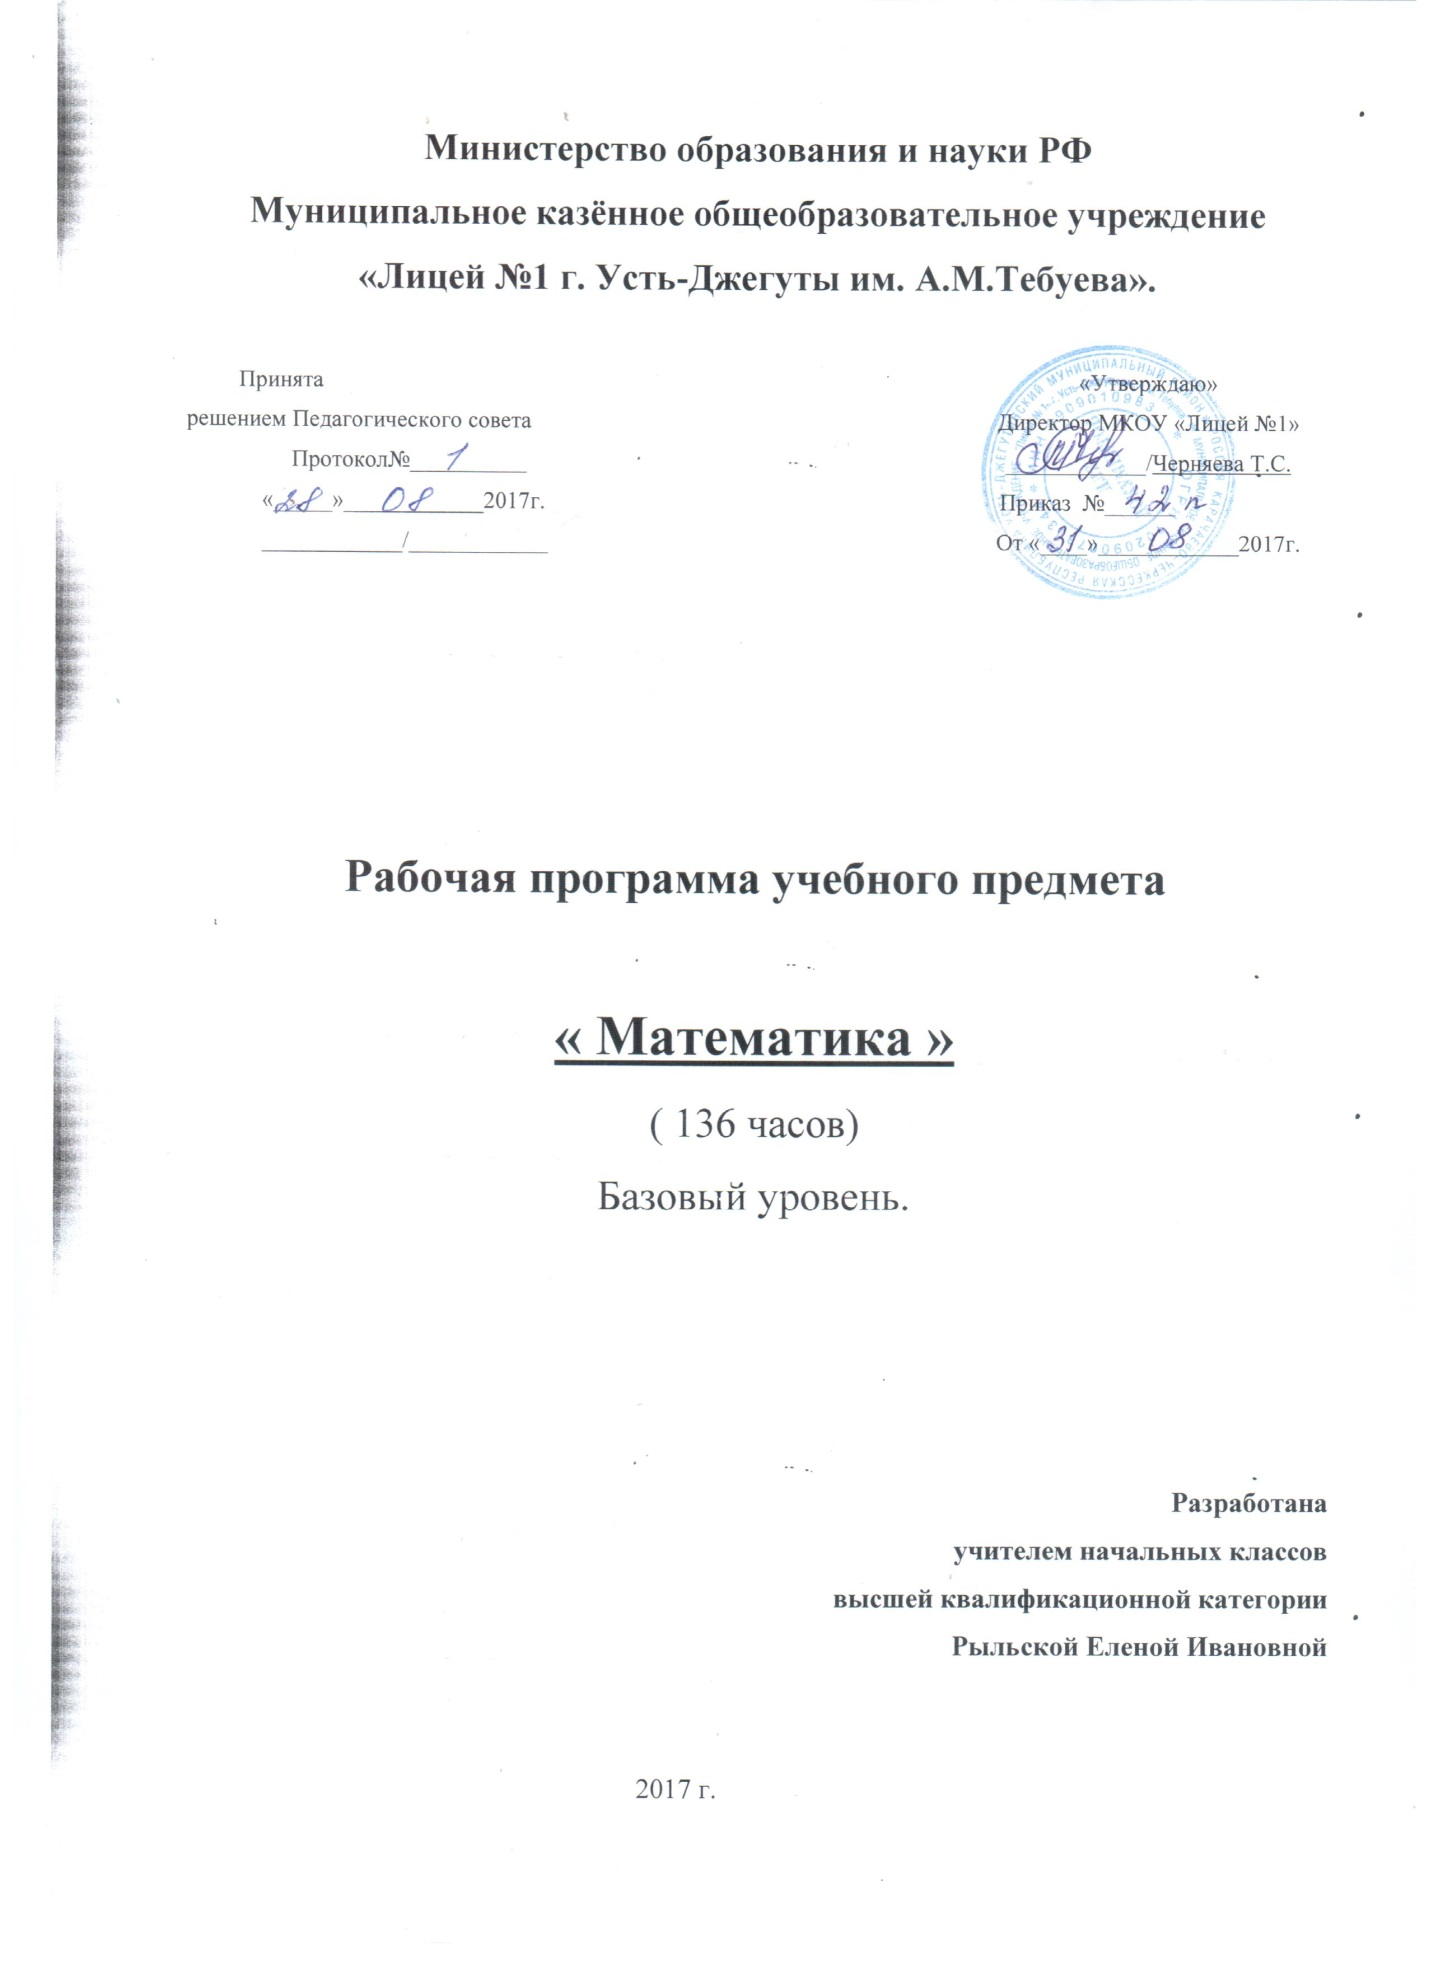 Министерство образования и науки РФ
Муниципальное казённое общеобразовательное учреждение
«Лицей №1 г. Усть-Джегуты им. А.М.Тебуева».
Принята
решением Педагогического совета
Протокол№ 1
«28» 08 2017г.
/
«Утверждаю»
Директор МКОУ «Лицей №1»
/Черняева Т.С.
Приказ № 42 п
От «31» 08 2017г.
Рабочая программа учебного предмета
« Математика »
( 136 часов)
Базовый уровень.
Разработана
учителем начальных классов
высшей квалификационной категории
Рыльской Еленой Ивановной
2017 г.